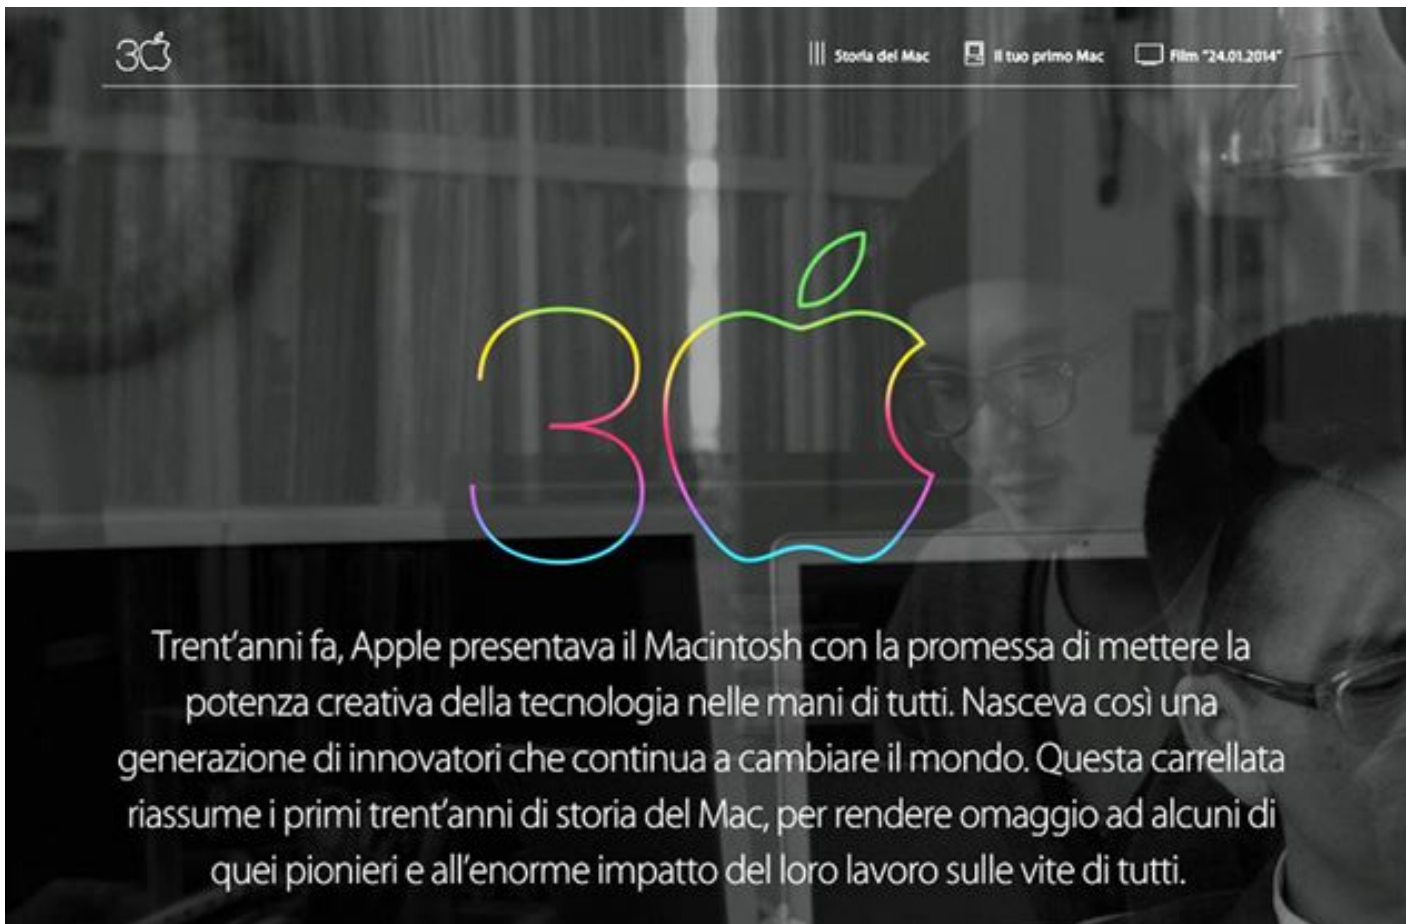 30
Storia del Mac
Il tuo primo Mac
Film "24.01.2014"
30
Trent'anni fa, Apple presentava il Macintosh con la promessa di mettere la
potenza creativa della tecnologia nelle mani di tutti. Nasceva così una
generazione di innovatori che continua a cambiare il mondo. Questa carrellata
riassume i primi trent'anni di storia del Mac, per rendere omaggio ad alcuni di
quei pionieri e all'enorme impatto del loro lavoro sulle vite di tutti.